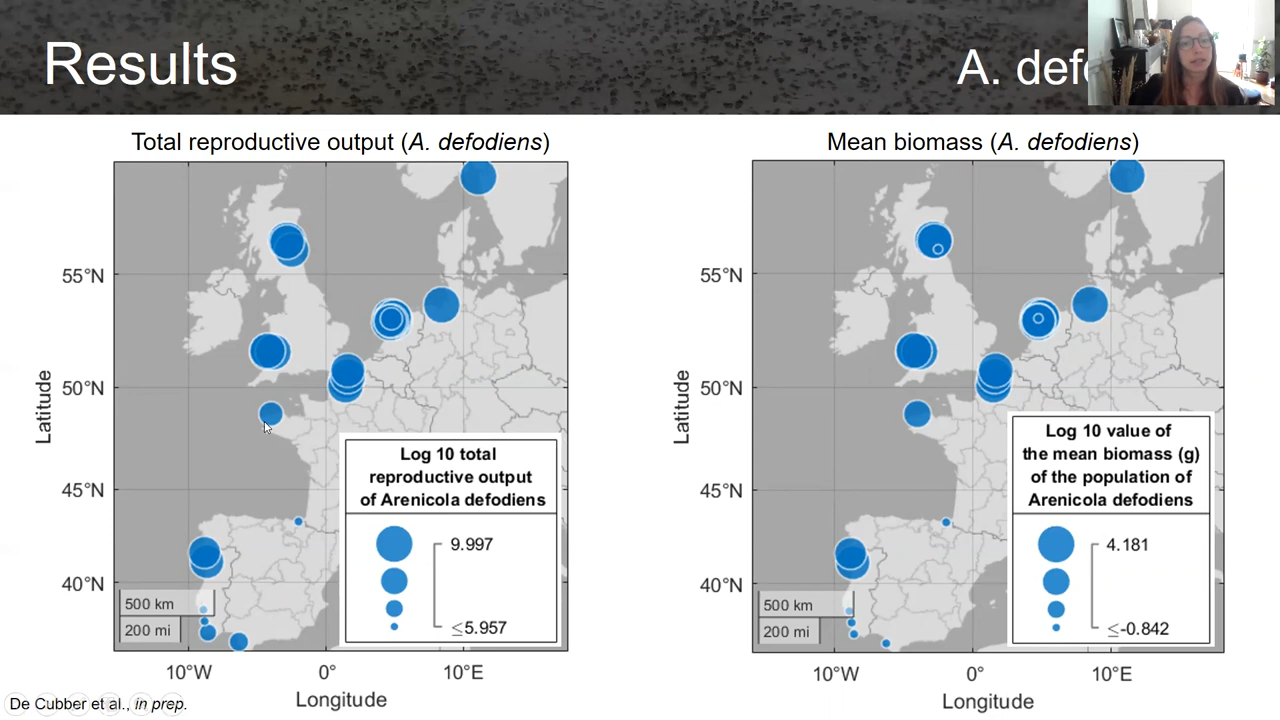 Results
A. def
Total reproductive output (A. defodiens)
Mean biomass (A. defodiens)
55°N
50°N
45°N
40°N
Latitude
500 km
200 mi
10°W
0°
10°E
Longitude
Log 10 total
reproductive output
of Arenicola defodiens
9.997
≤5.957
55°N
50°N
45°N
40°N
Latitude
500 km
200 mi
10°W
0°
10°E
Longitude
Log 10 value of
the mean biomass (g)
of the population of
Arenicola defodiens
4.181
≤-0.842
De Cubber et al., in prep.